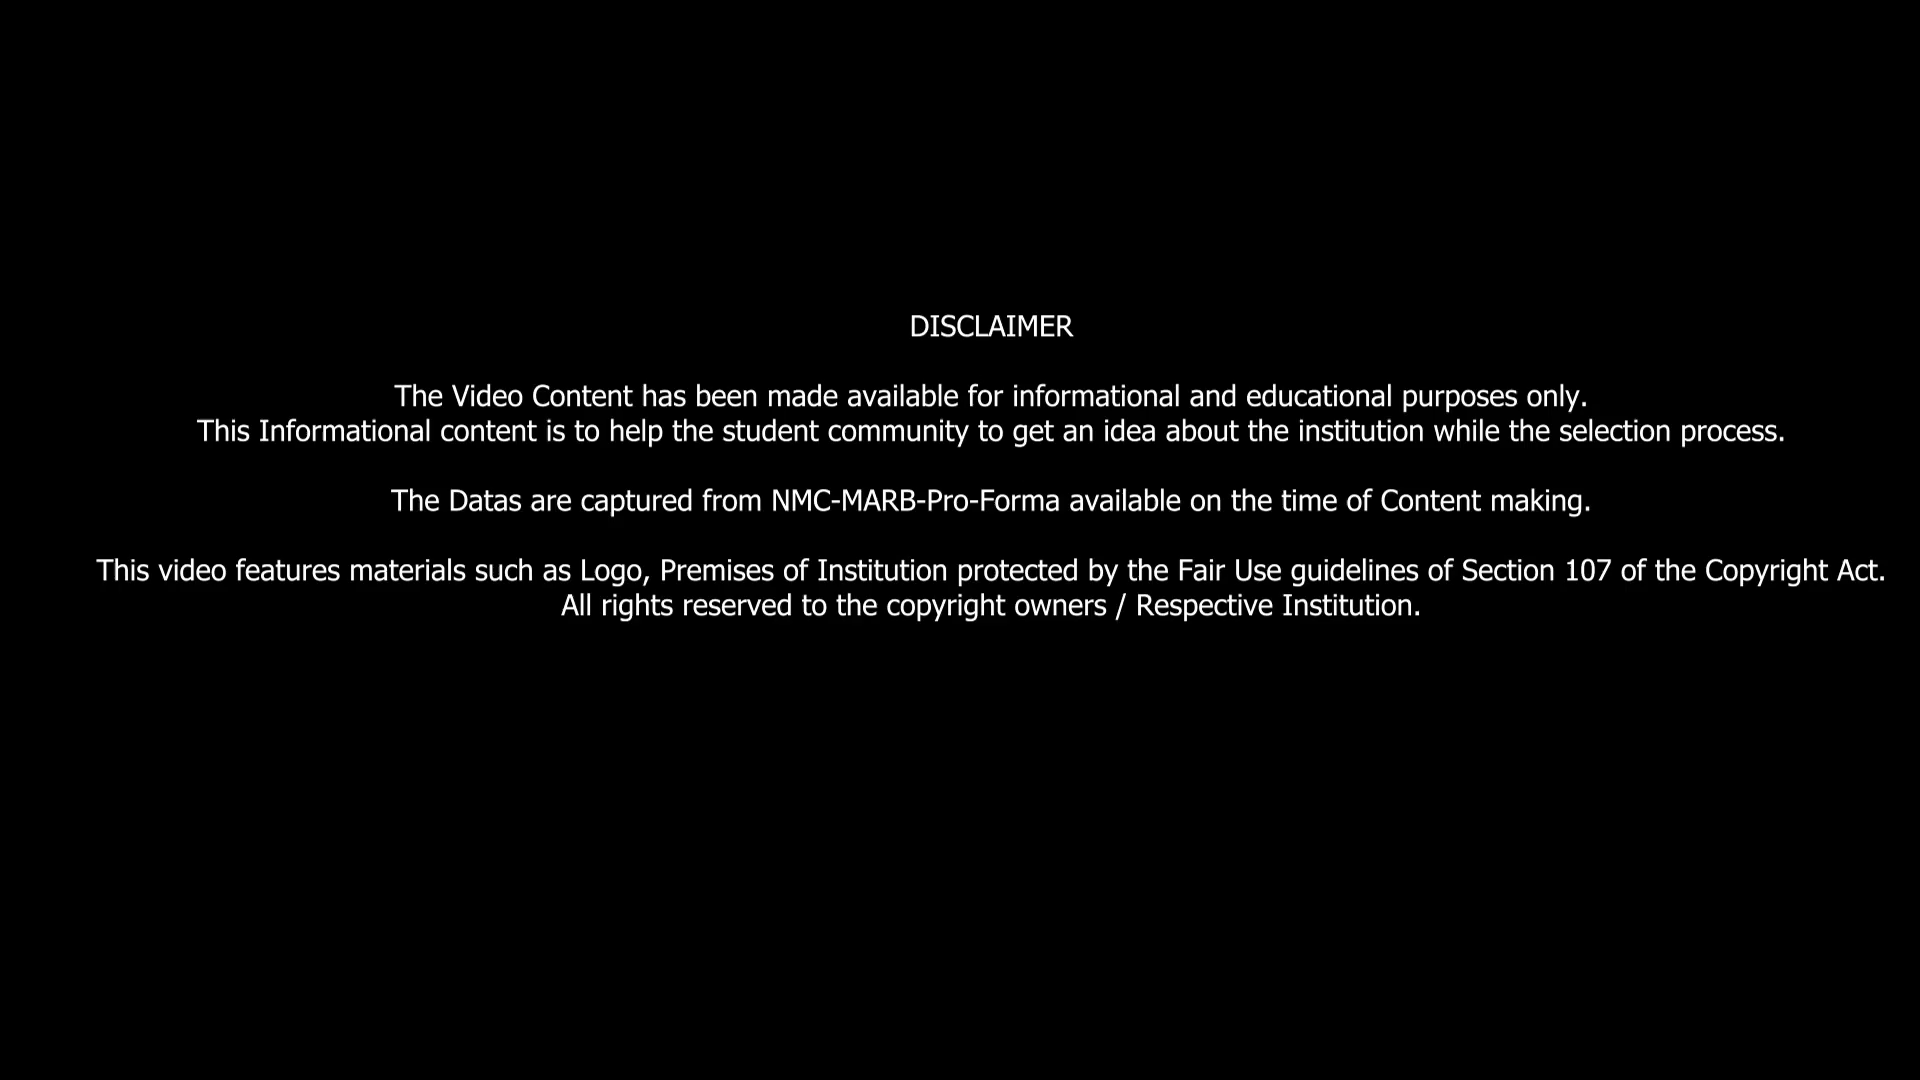 DISCLAIMER
The Video Content has been made available for informational and educational purposes only.
This Informational content is to help the student community to get an idea about the institution while the selection process.
The Datas are captured from NMC-MARB-Pro-Forma available on the time of Content making.
This video features materials such as Logo, Premises of Institution protected by the Fair Use guidelines of Section 107 of the Copyright Act.
All rights reserved to the copyright owners / Respective Institution.